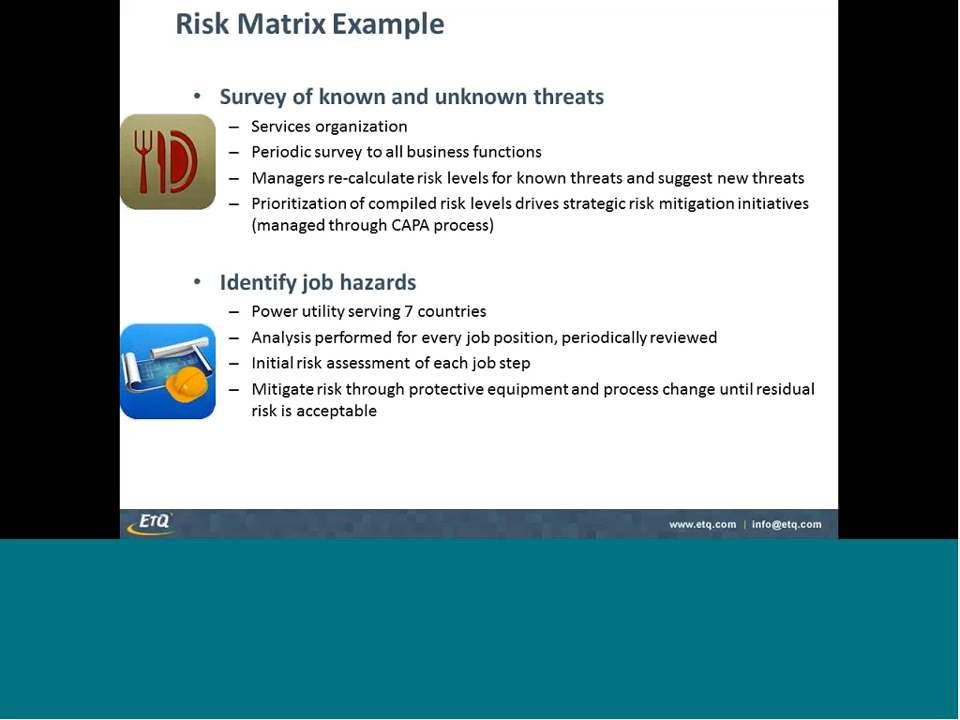 Risk Matrix Example
• Survey of known and unknown threats
– Services organization
– Periodic survey to all business functions
– Managers re-calculate risk levels for known threats and suggest new threats
– Prioritization of compiled risk levels drives strategic risk mitigation initiatives
(managed through CAPA process)
• Identify job hazards
– Power utility serving 7 countries
– Analysis performed for every job position, periodically reviewed
– Initial risk assessment of each job step
– Mitigate risk through protective equipment and process change until residual
risk is acceptable
ETQ www.etq.com | info@etq.com